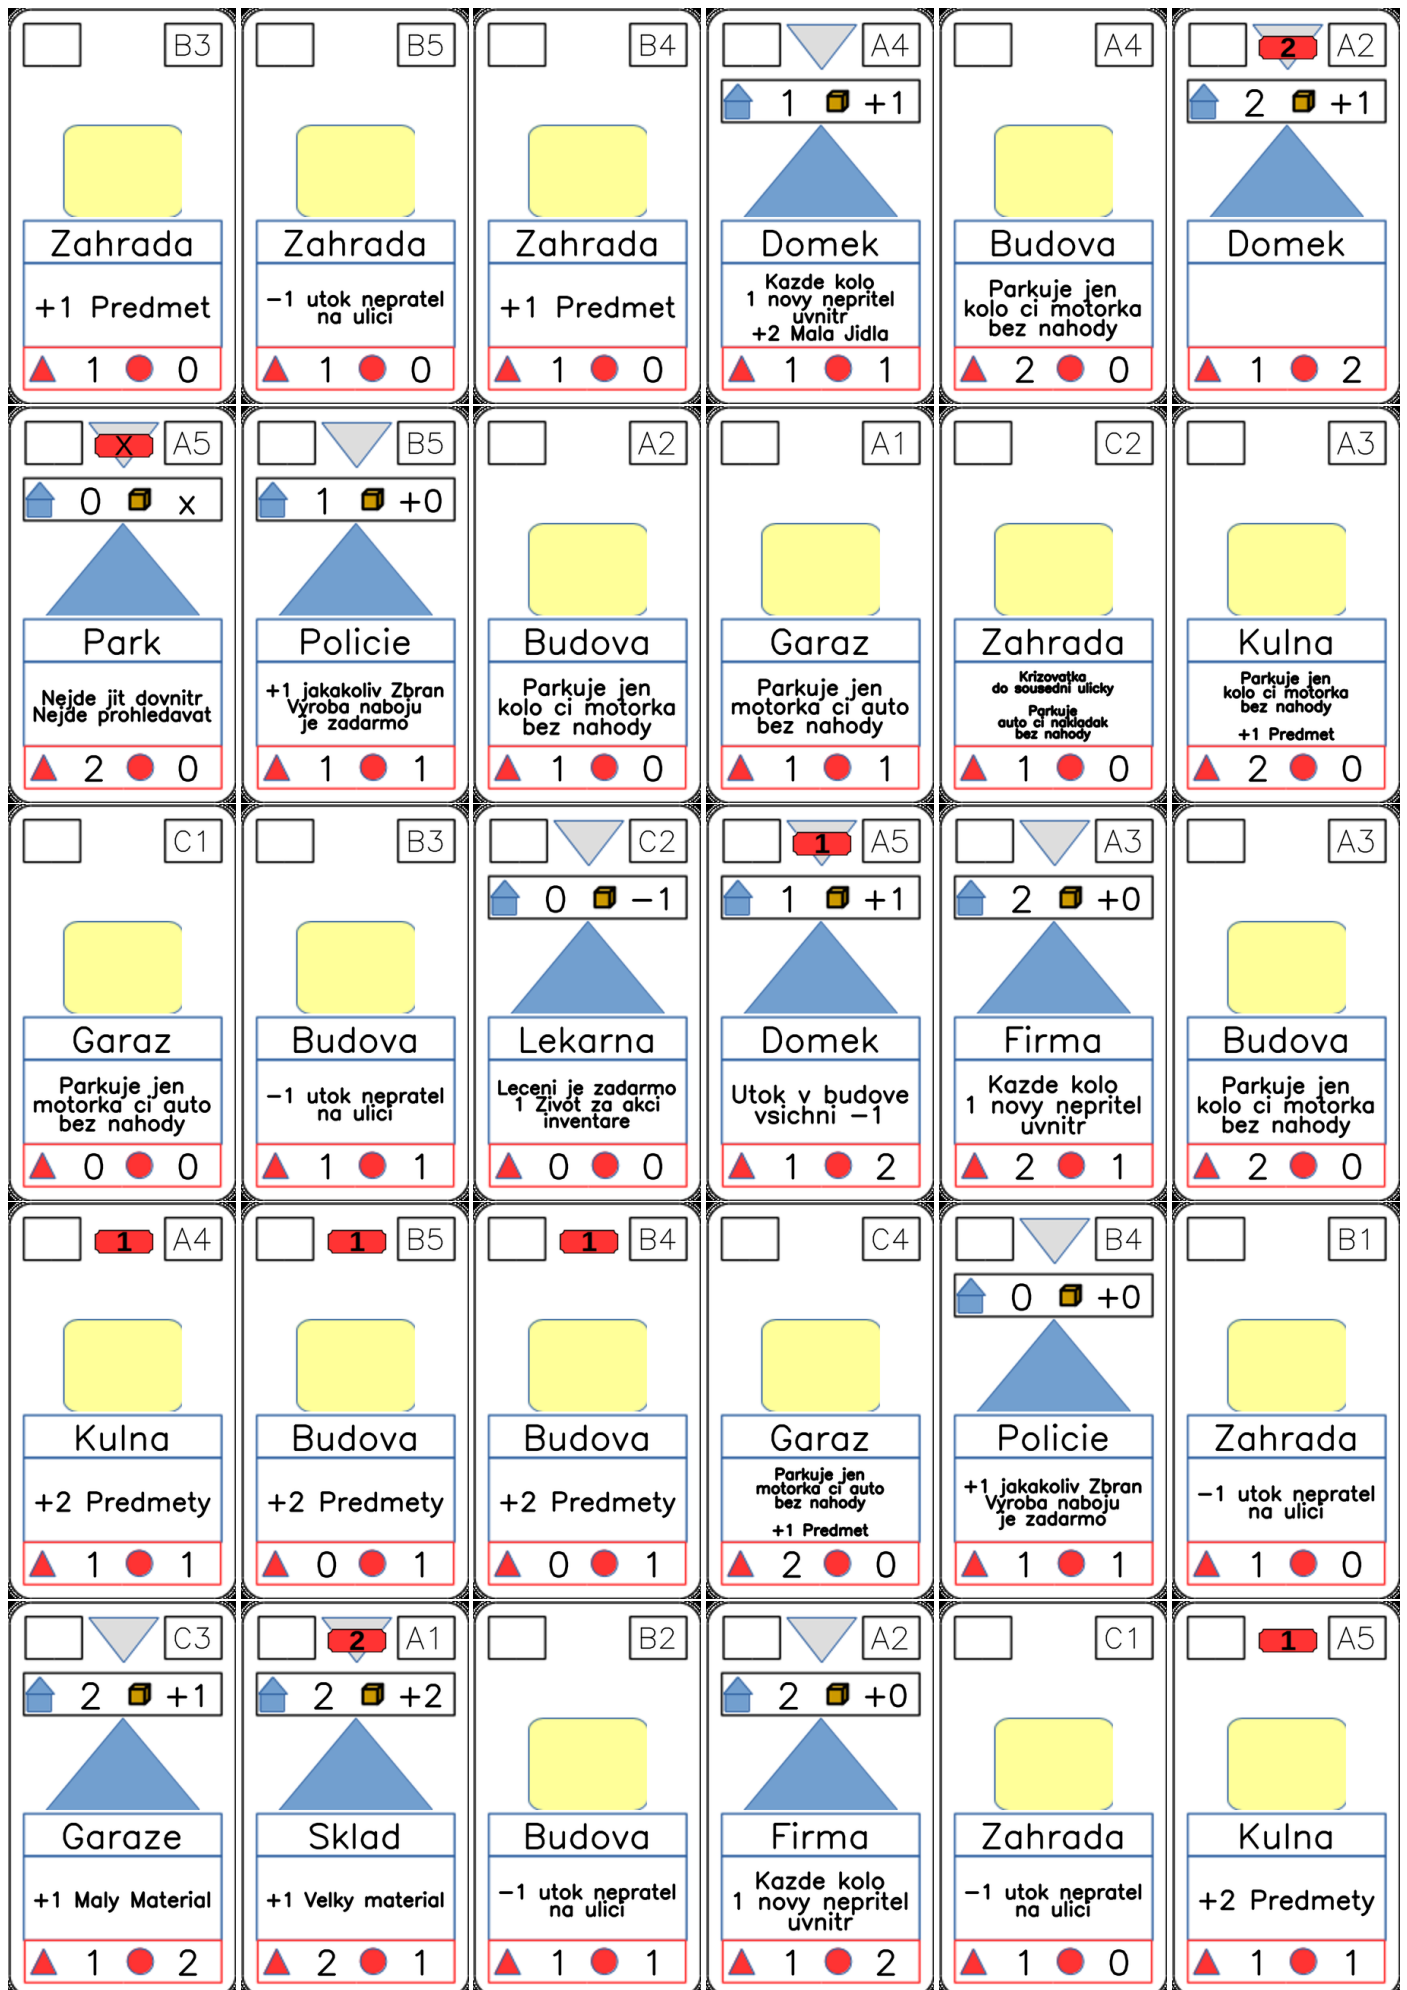 B3
Zahrada
+1 Predmet
1 0
B5
Zahrada
-1 utok nepratel
na ulici
1 0
B4
Zahrada
+1 Predmet
1 0
A4
1 +1
Domek
Kazde kolo
1 novy nepritel
uvnitr
+2 Mala Jidla
1 1
A4
Budova
Parkuje jen
kolo ci motorka
bez nahody
2 0
2 A2
2 +1
Domek
1 2
X A5
0 x
Park
Nejde jit dovnitr
Nejde prohledavat
2 0
B5
1 +0
Policie
+1 jakakoliv Zbran
Vyroba naboju
je zadarmo
1 1
A2
Budova
Parkuje jen
kolo ci motorka
bez nahody
1 0
A1
Garaz
Parkuje jen
motorka ci auto
bez nahody
1 1
C2
Zahrada
Krizovatka
do sousedni ulicky
Parkuje
auto ci nakladak
bez nahody
1 0
A3
Kulna
Parkuje jen
kolo ci motorka
bez nahody
+1 Predmet
2 0
C1
Garaz
Parkuje jen
motorka ci auto
bez nahody
0 0
B3
Budova
-1 utok nepratel
na ulici
1 1
C2
0 -1
Lekarna
Leceni je zadarmo
1 Zivot za akci
inventare
0 0
1 A5
1 +1
Domek
Utok v budove
vsichni -1
1 2
A3
2 +0
Firma
Kazde kolo
1 novy nepritel
uvnitr
2 1
A3
Budova
Parkuje jen
kolo ci motorka
bez nahody
2 0
1 A4
Kulna
+2 Predmety
1 1
1 B5
Budova
+2 Predmety
0 1
1 B4
Budova
+2 Predmety
0 1
C4
Garaz
Parkuje jen
motorka ci auto
bez nahody
+1 Predmet
2 0
B4
0 +0
Policie
+1 jakakoliv Zbran
Vyroba naboju
je zadarmo
1 1
B1
Zahrada
-1 utok nepratel
na ulici
1 0
C3
2 +1
Garaze
+1 Maly Material
1 2
2 A1
2 +2
Sklad
+1 Velky material
2 1
B2
Budova
-1 utok nepratel
na ulici
1 1
A2
2 +0
Firma
Kazde kolo
1 novy nepritel
uvnitr
1 2
C1
Zahrada
-1 utok nepratel
na ulici
1 0
1 A5
Kulna
+2 Predmety
1 1